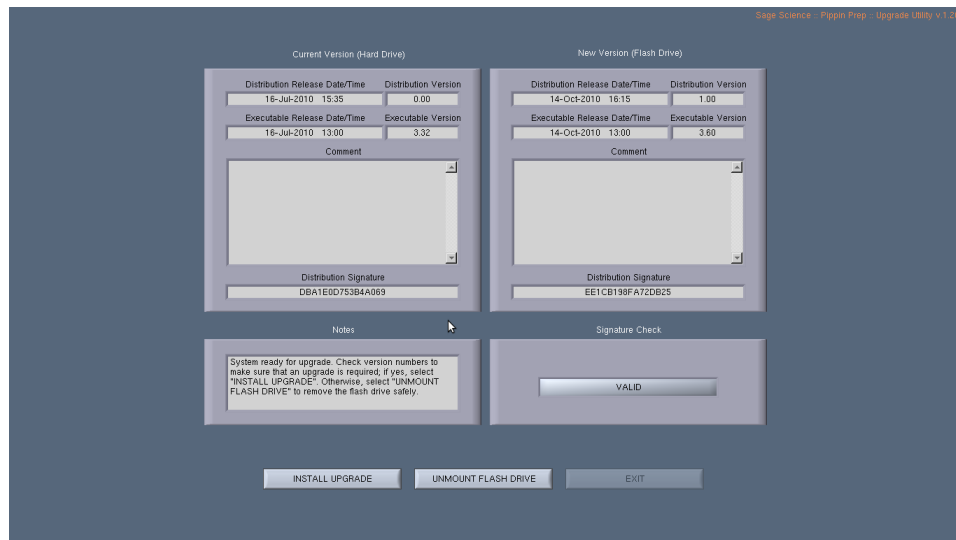 Sage Science :: Pippin Prep :: Upgrade Utility v.1.2
Current Version (Hard Drive)
New Version (Flash Drive)
Distribution Release Date/Time Distribution Version
16-Jul-2010 15:35 0.00
Executable Release Date/Time Executable Version
16-Jul-2010 13:00 3.32
Comment
Distribution Signature
DBA1E0D753B4A069
Distribution Release Date/Time Distribution Version
14-Oct-2010 16:15 1.00
Executable Release Date/Time Executable Version
14-Oct-2010 13:00 3.60
Comment
Distribution Signature
EE1CB198FA72DB25
Notes
System ready for upgrade. Check version numbers to
make sure that an upgrade is required; if yes, select
"INSTALL UPGRADE". Otherwise, select "UNMOUNT
FLASH DRIVE" to remove the flash drive safely.
Signature Check
VALID
INSTALL UPGRADE
UNMOUNT FLASH DRIVE
EXIT